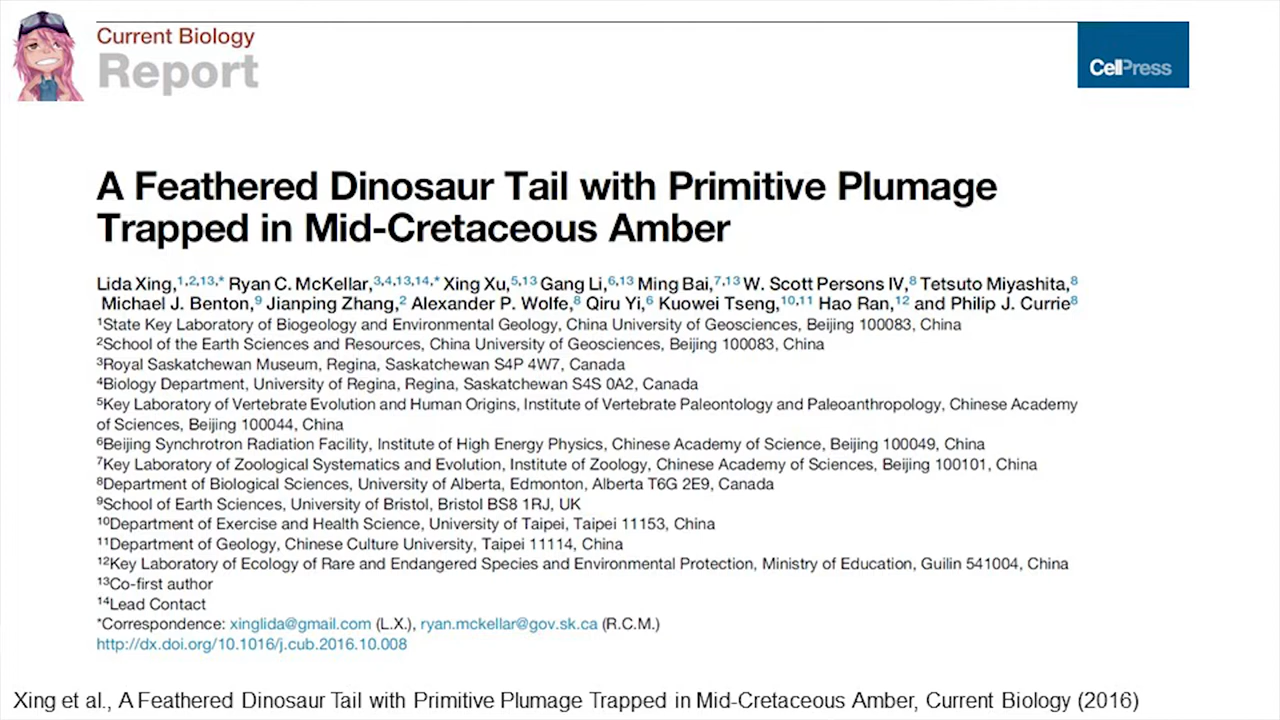 Current Biology
Report
CellPress
A Feathered Dinosaur Tail with Primitive Plumage
Trapped in Mid-Cretaceous Amber
Lida Xing,1,2,13,* Ryan C. McKellar,3,4,13,14,* Xing Xu,5,13 Gang Li,6,13 Ming Bai,7,13 W. Scott Persons IV,8 Tetsuto Miyashita,8
Michael J. Benton,9 Jianping Zhang,2 Alexander P. Wolfe,8 Qiru Yi,6 Kuowei Tseng,10,11 Hao Ran,12 and Philip J. Currie8
1State Key Laboratory of Biogeology and Environmental Geology, China University of Geosciences, Beijing 100083, China
2School of the Earth Sciences and Resources, China University of Geosciences, Beijing 100083, China
3Royal Saskatchewan Museum, Regina, Saskatchewan S4P 4W7, Canada
4Biology Department, University of Regina, Regina, Saskatchewan S4S 0A2, Canada
5Key Laboratory of Vertebrate Evolution and Human Origins, Institute of Vertebrate Paleontology and Paleoanthropology, Chinese Academy
of Sciences, Beijing 100044, China
6Beijing Synchrotron Radiation Facility, Institute of High Energy Physics, Chinese Academy of Science, Beijing 100049, China
7Key Laboratory of Zoological Systematics and Evolution, Institute of Zoology, Chinese Academy of Sciences, Beijing 100101, China
8Department of Biological Sciences, University of Alberta, Edmonton, Alberta T6G 2E9, Canada
9School of Earth Sciences, University of Bristol, Bristol BS8 1RJ, UK
10Department of Exercise and Health Science, University of Taipei, Taipei 11153, China
11Department of Geology, Chinese Culture University, Taipei 11114, China
12Key Laboratory of Ecology of Rare and Endangered Species and Environmental Protection, Ministry of Education, Guilin 541004, China
13Co-first author
14Lead Contact
*Correspondence: xinglida@gmail.com (L.X.), ryan.mckellar@gov.sk.ca (R.C.M.)
http://dx.doi.org/10.1016/j.cub.2016.10.008
Xing et al., A Feathered Dinosaur Tail with Primitive Plumage Trapped in Mid-Cretaceous Amber, Current Biology (2016)